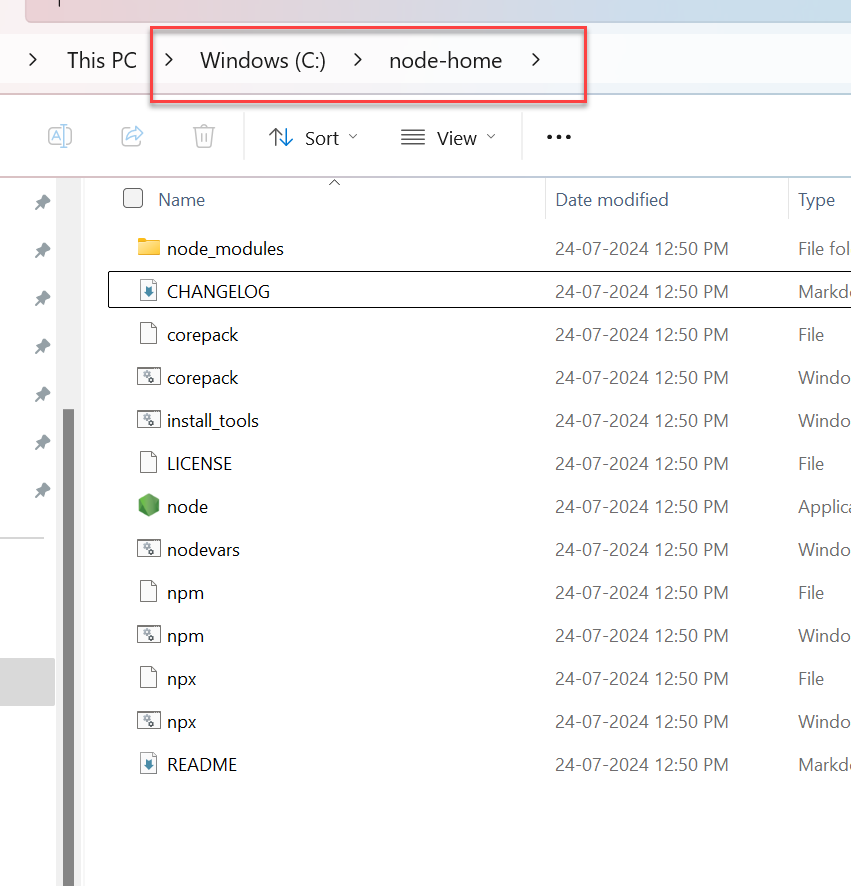 This PC > Windows (C:) > node-home >
Sort View
Name Date modified Type
node_modules 24-07-2024 12:50 PM File fol
CHANGELOG 24-07-2024 12:50 PM Markd
corepack 24-07-2024 12:50 PM File
corepack 24-07-2024 12:50 PM Windo
install_tools 24-07-2024 12:50 PM Windo
LICENSE 24-07-2024 12:50 PM File
node 24-07-2024 12:50 PM Applica
nodevars 24-07-2024 12:50 PM Windo
npm 24-07-2024 12:50 PM File
npm 24-07-2024 12:50 PM Windo
npx 24-07-2024 12:50 PM File
npx 24-07-2024 12:50 PM Windo
README 24-07-2024 12:50 PM Markd